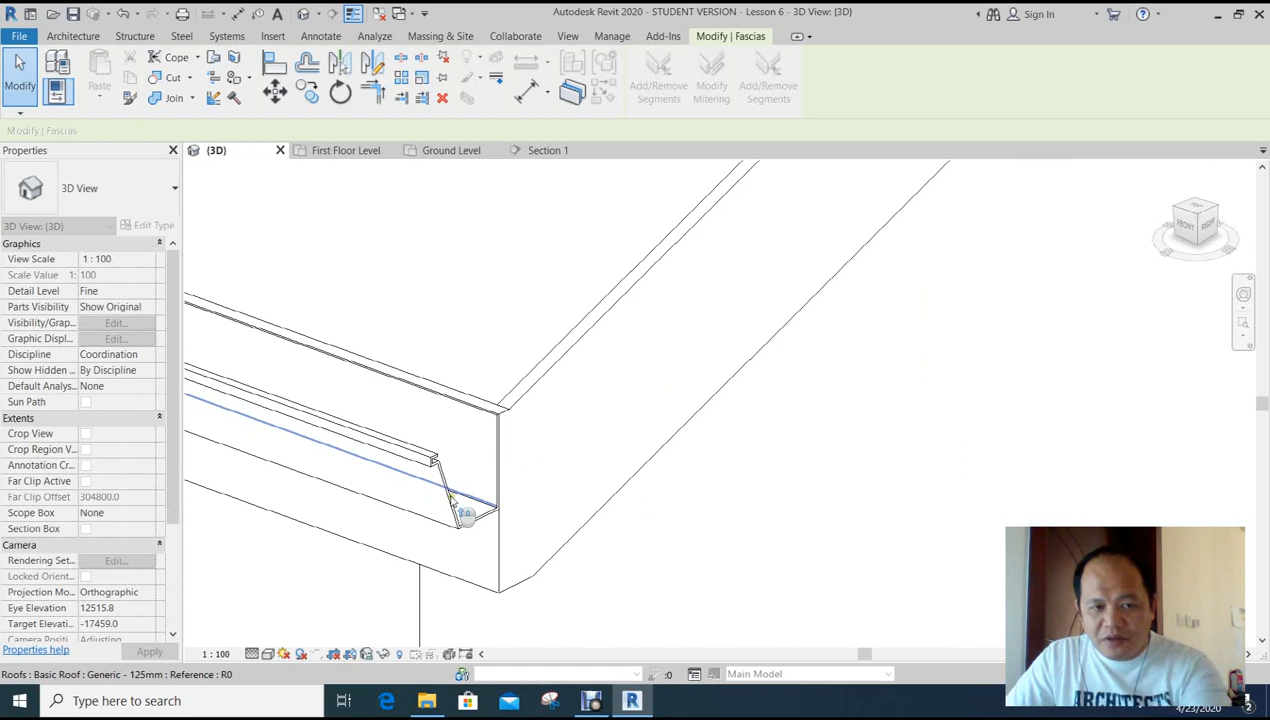 Autodesk Revit 2020 - STUDENT VERSION - Lesson 6 - 3D View: {3D}
Sign In
File Architecture Structure Steel Systems Insert Annotate Analyze Massing & Site Collaborate View Manage Add-Ins Modify | Fascias
Modify
Paste
Cope
Cut
Join
Add/Remove Segments
Modify Mitering
Add/Remove Segments
Modify | Fascias
Properties
{3D} First Floor Level Ground Level Section 1
3D View
3D View: {3D} Edit Type
Graphics
View Scale 1 : 100
Scale Value 1: 100
Detail Level Fine
Parts Visibility Show Original
Visibility/Grap... Edit...
Graphic Displ... Edit...
Discipline Coordination
Show Hidden ... By Discipline
Default Analys... None
Sun Path
Extents
Crop View
Crop Region V...
Annotation Cr...
Far Clip Active
Far Clip Offset 304800.0
Scope Box None
Section Box
Camera
Rendering Set... Edit...
Locked Orient...
Projection Mo... Orthographic
Eye Elevation 12515.8
Target Elevati... -17459.0
Camera Positi... Adjusting
Properties help Apply
1 : 100
Roofs : Basic Roof : Generic - 125mm : Reference : R0
:0
Main Model
TOP
FRONT
RIGHT
ARCHITECTS
Type here to search
4/23/2020
2